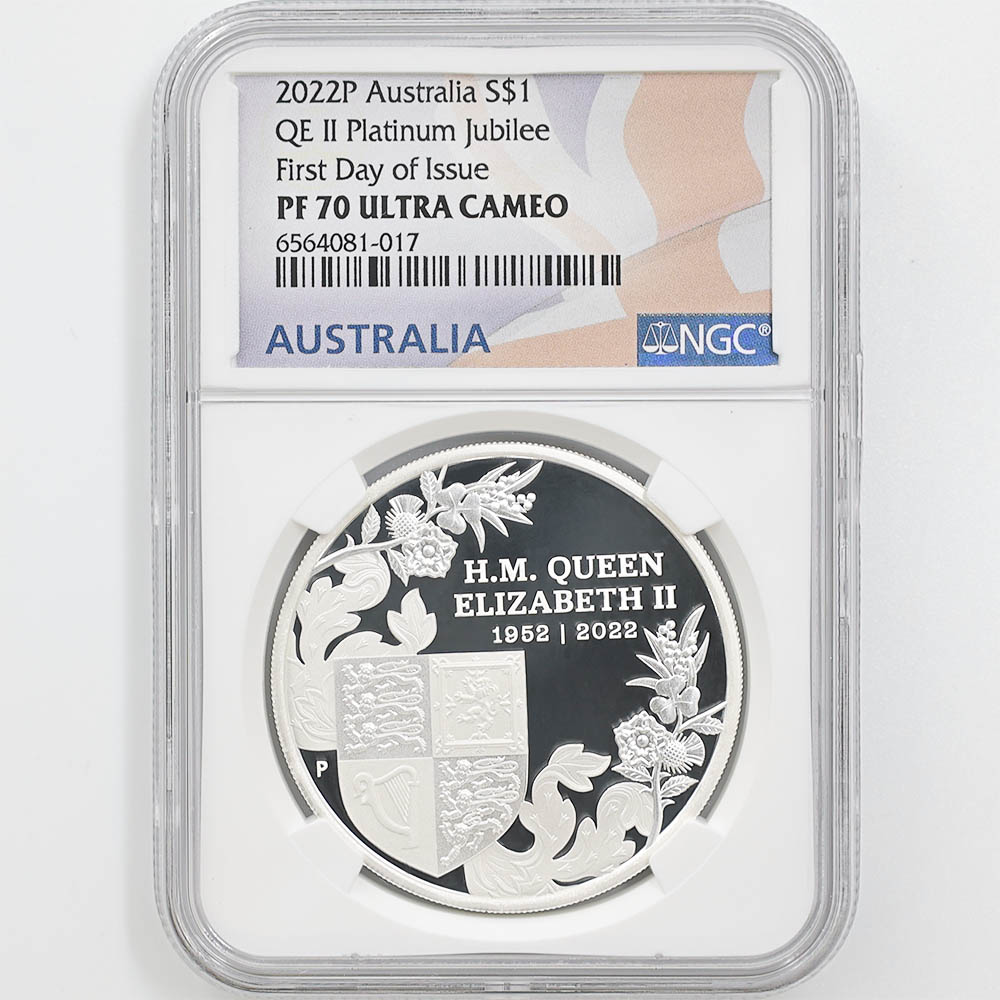 2022P Australia S$1
QE II Platinum Jubilee
First Day of Issue
PF 70 ULTRA CAMEO
6564081-017
AUSTRALIA
NGC®
H.M. QUEEN
ELIZABETH II
1952 | 2022
P